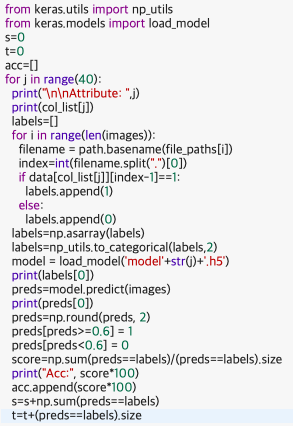 from keras.utils import np_utils
from keras.models import load_model
s=0
t=0
acc=[]
for j in range(40):
  print("\n\nAttribute: ",j)
  print(col_list[j])
  labels=[]
  for i in range(len(images)):
    filename = path.basename(file_paths[i])
    index=int(filename.split(".")[0])
    if data[col_list[j]][index-1]==1:
      labels.append(1)
    else:
      labels.append(0)
  labels=np.asarray(labels)
  labels=np_utils.to_categorical(labels,2)
  model = load_model('model'+str(j)+'.h5')
  print(labels[0])
  preds=model.predict(images)
  print(preds[0])
  preds=np.round(preds, 2)
  preds[preds>=0.6] = 1
  preds[preds<0.6] = 0
  score=np.sum(preds==labels)/(preds==labels).size
  print("Acc:", score*100)
  acc.append(score*100)
  s=s+np.sum(preds==labels)
  t=t+(preds==labels).size